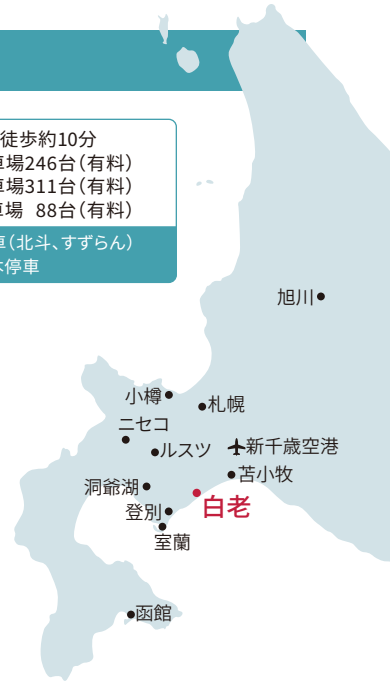 徒歩約10分
車場246台(有料)
車場311台(有料)
車場 88台(有料)
車(北斗、すずらん)
停車
旭川
小樽
札幌
ニセコ
ルスツ
新千歳空港
苫小牧
洞爺湖
白老
登別
室蘭
函館